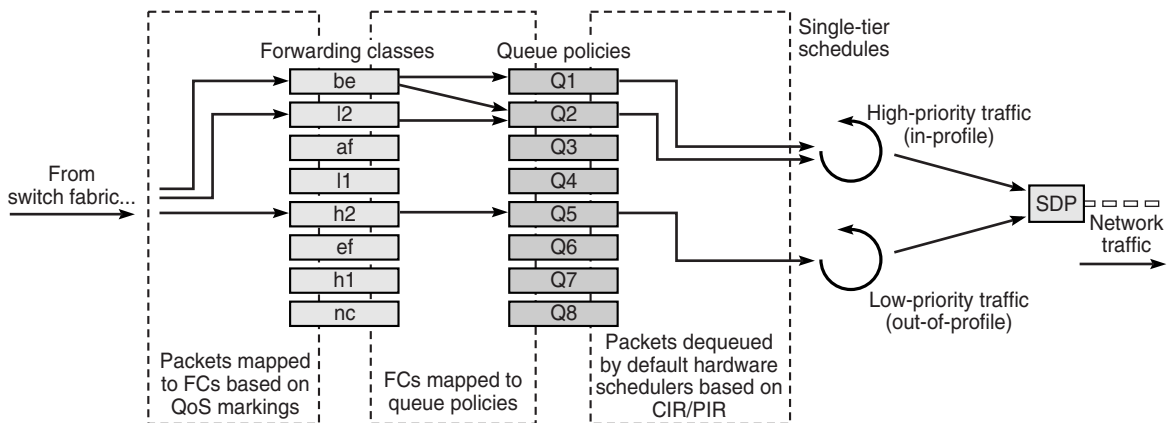 Single-tier
schedules
Forwarding classes
Queue policies
be
l2
af
l1
h2
ef
h1
nc
Q1
Q2
Q3
Q4
Q5
Q6
Q7
Q8
From
switch fabric...
High-priority traffic
(in-profile)
SDP
Network
traffic
Low-priority traffic
(out-of-profile)
Packets mapped
to FCs based on
QoS markings
FCs mapped to
queue policies
Packets dequeued
by default hardware
schedulers based on
CIR/PIR